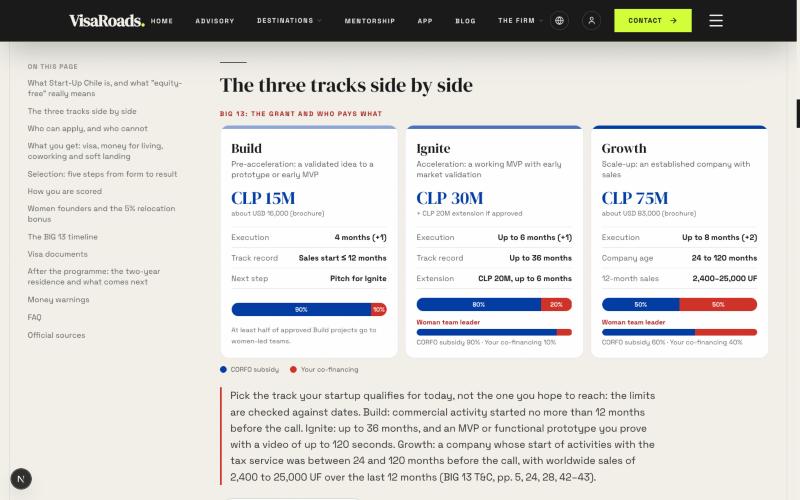 VisaRoads.
HOME
ADVISORY
DESTINATIONS
MENTORSHIP
APP
BLOG
THE FIRM
CONTACT →
ON THIS PAGE
What Start-Up Chile is, and what "equity-
free" really means
The three tracks side by side
Who can apply, and who cannot
What you get: visa, money for living,
coworking and soft landing
Selection: five steps from form to result
How you are scored
Women founders and the 5% relocation
bonus
The BIG 13 timeline
Visa documents
After the programme: the two-year
residence and what comes next
Money warnings
FAQ
Official sources
The three tracks side by side
BIG 13: THE GRANT AND WHO PAYS WHAT
Build
Pre-acceleration: a validated idea to a
prototype or early MVP
CLP 15M
about USD 16,000 (brochure)
Execution 4 months (+1)
Track record Sales start ≤ 12 months
Next step Pitch for Ignite
90% 10%
At least half of approved Build projects go to
women-led teams.
Ignite
Acceleration: a working MVP with early
market validation
CLP 30M
+ CLP 20M extension if approved
Execution Up to 6 months (+1)
Track record Up to 36 months
Extension CLP 20M, up to 6 months
80% 20%
Woman team leader
CORFO subsidy 90% · Your co-financing 10%
Growth
Scale-up: an established company with
sales
CLP 75M
about USD 83,000 (brochure)
Execution Up to 8 months (+2)
Company age 24 to 120 months
12-month sales 2,400–25,000 UF
50% 50%
Woman team leader
CORFO subsidy 60% · Your co-financing 40%
CORFO subsidy
Your co-financing
Pick the track your startup qualifies for today, not the one you hope to reach: the limits
are checked against dates. Build: commercial activity started no more than 12 months
before the call. Ignite: up to 36 months, and an MVP or functional prototype you prove
with a video of up to 120 seconds. Growth: a company whose start of activities with the
tax service was between 24 and 120 months before the call, with worldwide sales of
2,400 to 25,000 UF over the last 12 months (BIG 13 T&C, pp. 5, 24, 28, 42–43).
N